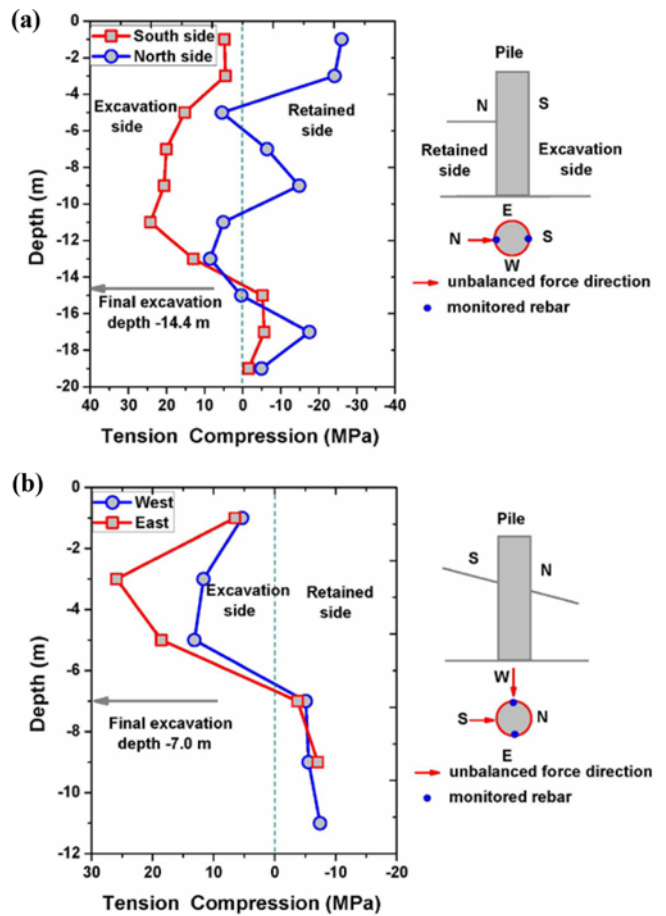 (a)
South side
North side
Excavation
side
Retained
side
Final excavation
depth -14.4 m
Depth (m)
0
-2
-4
-6
-8
-10
-12
-14
-16
-18
-20
40 30 20 10 0 -10 -20 -30 -40
Tension Compression (MPa)
Pile
N S
Retained
side
Excavation
side
E
N S
W
unbalanced force direction
monitored rebar
(b)
West
East
Excavation
side
Retained
side
Final excavation
depth -7.0 m
Depth (m)
0
-2
-4
-6
-8
-10
-12
30 20 10 0 -10 -20
Tension Compression (MPa)
Pile
S N
W
S N
E
unbalanced force direction
monitored rebar